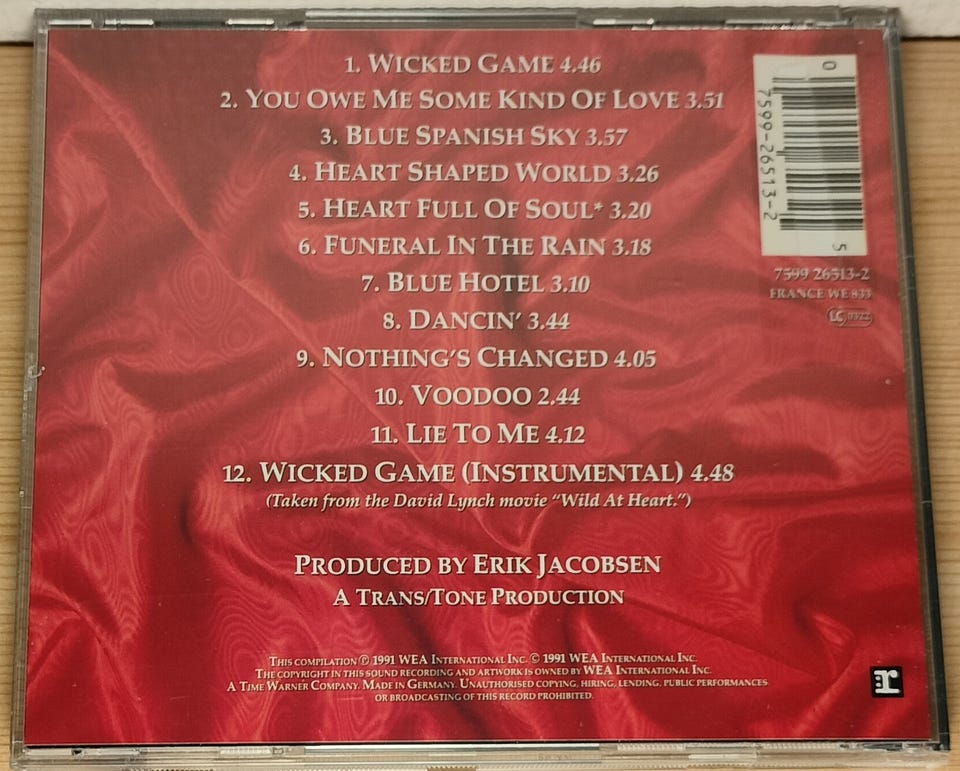 1. WICKED GAME 4.46
2. YOU OWE ME SOME KIND OF LOVE 3.51
3. BLUE SPANISH SKY 3.57
4. HEART SHAPED WORLD 3.26
5. HEART FULL OF SOUL* 3.20
6. FUNERAL IN THE RAIN 3.18
7. BLUE HOTEL 3.10
8. DANCIN' 3.44
9. NOTHING'S CHANGED 4.05
10. VOODOO 2.44
11. LIE TO ME 4.12
12. WICKED GAME (INSTRUMENTAL) 4.48
(Taken from the David Lynch movie "Wild At Heart.")
PRODUCED BY ERIK JACOBSEN
A TRANS/TONE PRODUCTION
THIS COMPILATION ℗ 1991 WEA INTERNATIONAL INC. © 1991 WEA INTERNATIONAL INC.
THE COPYRIGHT IN THIS SOUND RECORDING AND ARTWORK IS OWNED BY WEA INTERNATIONAL INC.
A TIME WARNER COMPANY. MADE IN GERMANY. UNAUTHORISED COPYING, HIRING, LENDING, PUBLIC PERFORMANCES
OR BROADCASTING OF THIS RECORD PROHIBITED.
0 7599-26513-2 5
7599 26513-2
FRANCE WE 833
LC 0322
r